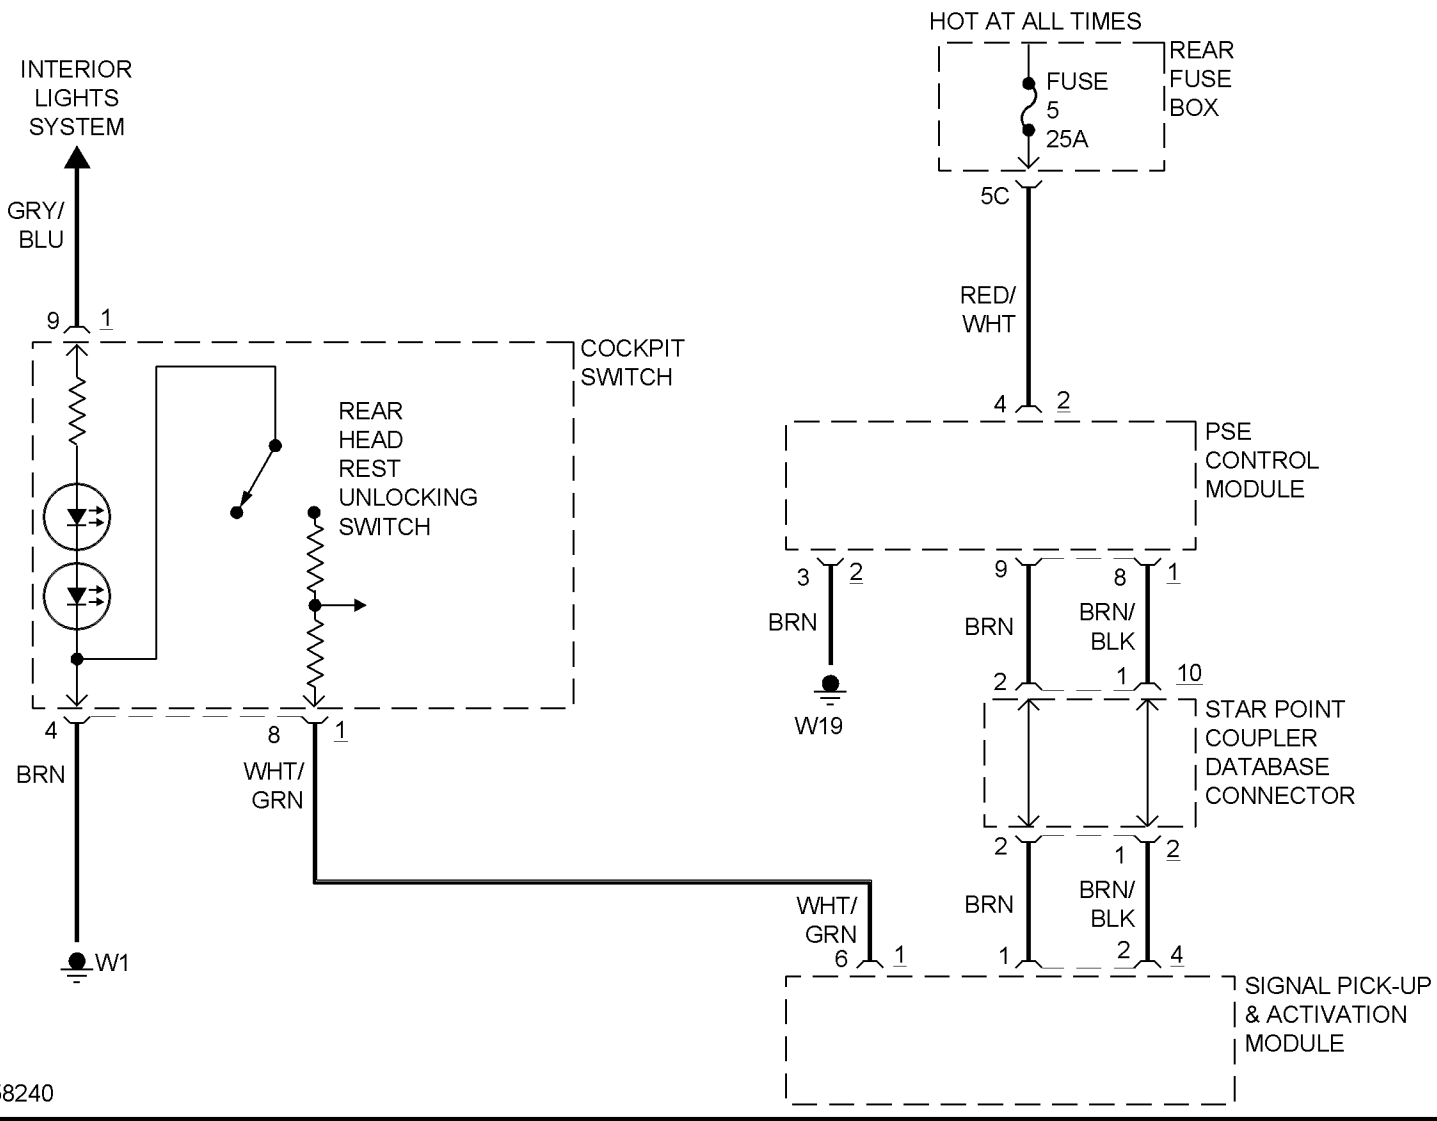 HOT AT ALL TIMES
REAR
FUSE
BOX
FUSE
5
25A
5C
INTERIOR
LIGHTS
SYSTEM
GRY/
BLU
9 1
RED/
WHT
4 2
COCKPIT
SWITCH
REAR
HEAD
REST
UNLOCKING
SWITCH
PSE
CONTROL
MODULE
3 2
9
8 1
BRN
BRN
BRN/
BLK
2
1 10
W19
STAR POINT
COUPLER
DATABASE
CONNECTOR
4
8 1
BRN
WHT/
GRN
2
1 2
BRN
BRN/
BLK
WHT/
GRN
6 1
1
2 4
W1
SIGNAL PICK-UP
& ACTIVATION
MODULE
8240